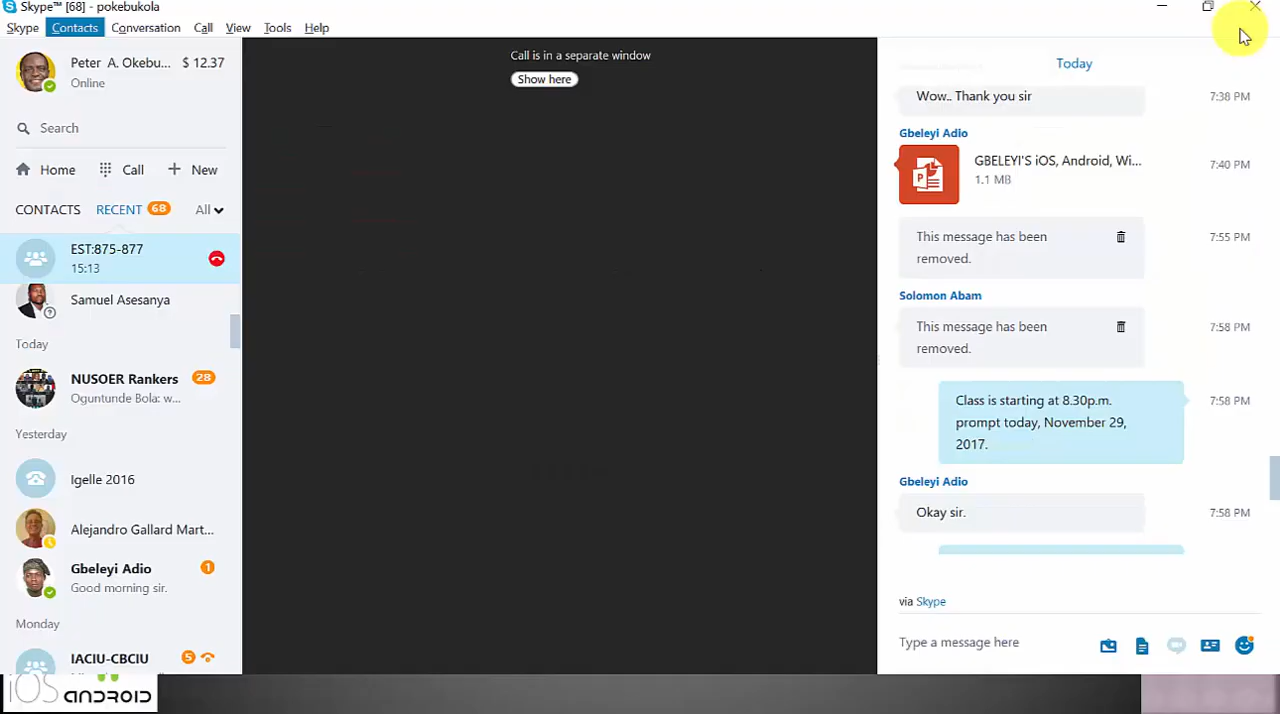 Skype™ [68] - pokebukola
Skype Contacts Conversation Call View Tools Help
Peter A. Okebu... $ 12.37
Online
Search
Home Call New
CONTACTS RECENT 68 All
EST:875-877
15:13
Samuel Asesanya
Today
NUSOER Rankers 28
Oguntunde Bola: w...
Yesterday
Igelle 2016
Alejandro Gallard Mart...
Gbeleyi Adio 1
Good morning sir.
Monday
IACIU-CBCIU 5
Call is in a separate window
Show here
Today
Wow.. Thank you sir 7:38 PM
Gbeleyi Adio
GBELEYI'S iOS, Android, Wi... 7:40 PM
1.1 MB
This message has been 7:55 PM
removed.
Solomon Abam
This message has been 7:58 PM
removed.
Class is starting at 8.30p.m. 7:58 PM
prompt today, November 29,
2017.
Gbeleyi Adio
Okay sir. 7:58 PM
via Skype
Type a message here
iOS ANDROID